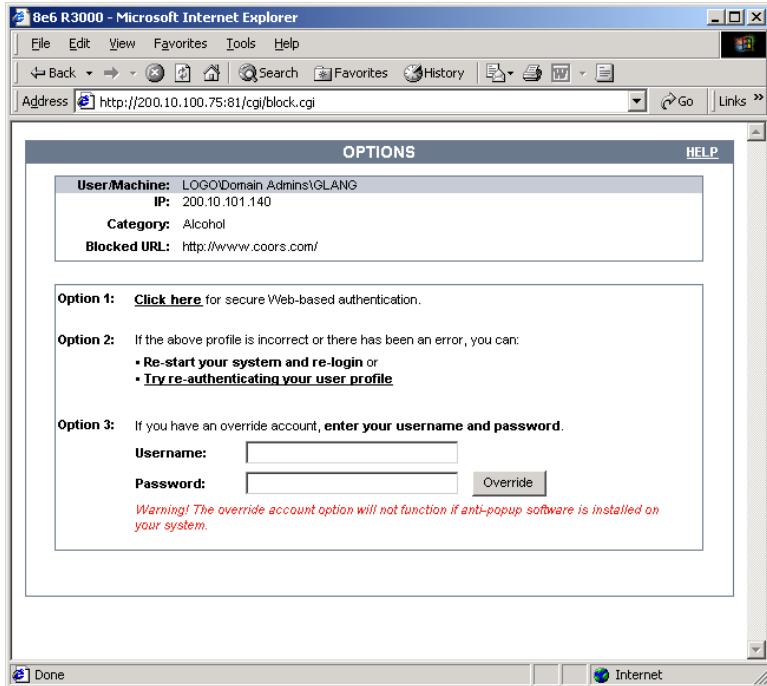 8e6 R3000 - Microsoft Internet Explorer
File Edit View Favorites Tools Help
Back Search Favorites History
Address http://200.10.100.75:81/cgi/block.cgi Go Links »
OPTIONS HELP
User/Machine: LOGO\Domain Admins\GLANG
IP: 200.10.101.140
Category: Alcohol
Blocked URL: http://www.coors.com/
Option 1: Click here for secure Web-based authentication.
Option 2: If the above profile is incorrect or there has been an error, you can:
▪ Re-start your system and re-login or
▪ Try re-authenticating your user profile
Option 3: If you have an override account, enter your username and password.
Username:
Password: Override
Warning! The override account option will not function if anti-popup software is installed on
your system.
Done Internet